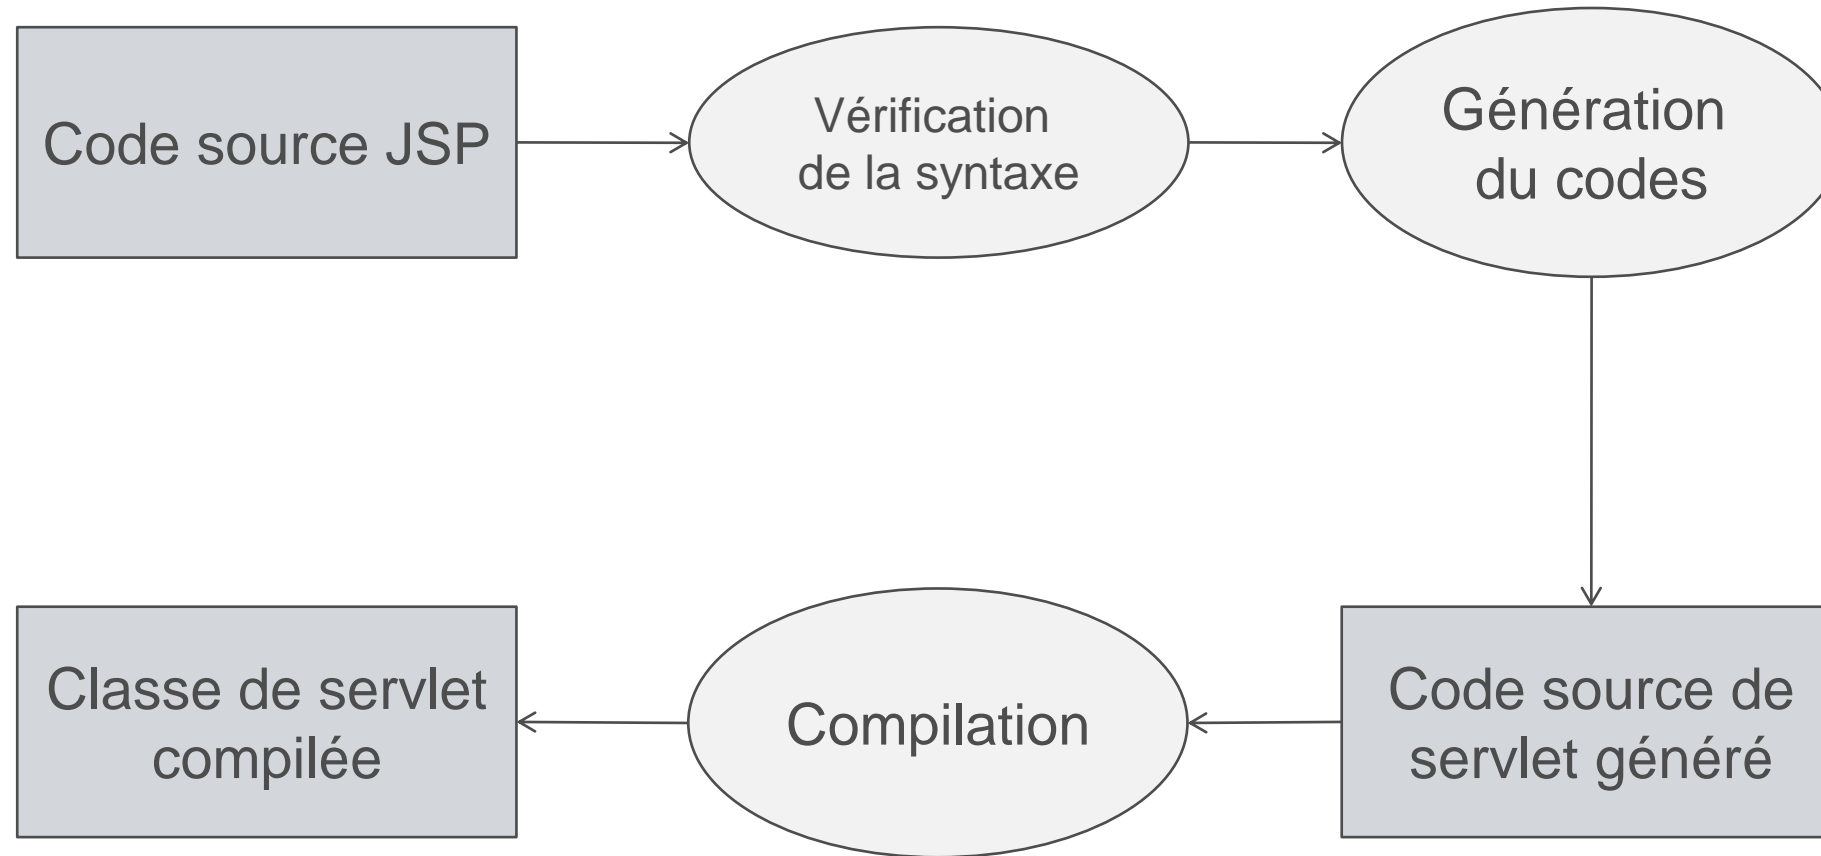 Code source JSP
Vérification
de la syntaxe
Génération
du codes
Classe de servlet
compilée
Compilation
Code source de
servlet généré